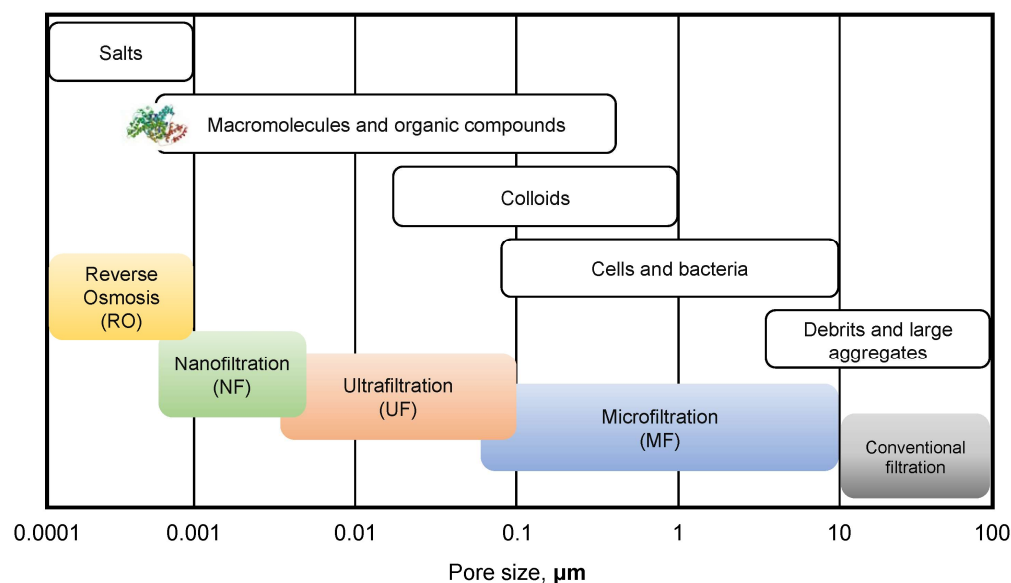 Salts
Macromolecules and organic compounds
Colloids
Cells and bacteria
Reverse
Osmosis
(RO)
Debrits and large
aggregates
Nanofiltration
(NF)
Ultrafiltration
(UF)
Microfiltration
(MF)
Conventional
filtration
0.0001 0.001 0.01 0.1 1 10 100
Pore size, µm